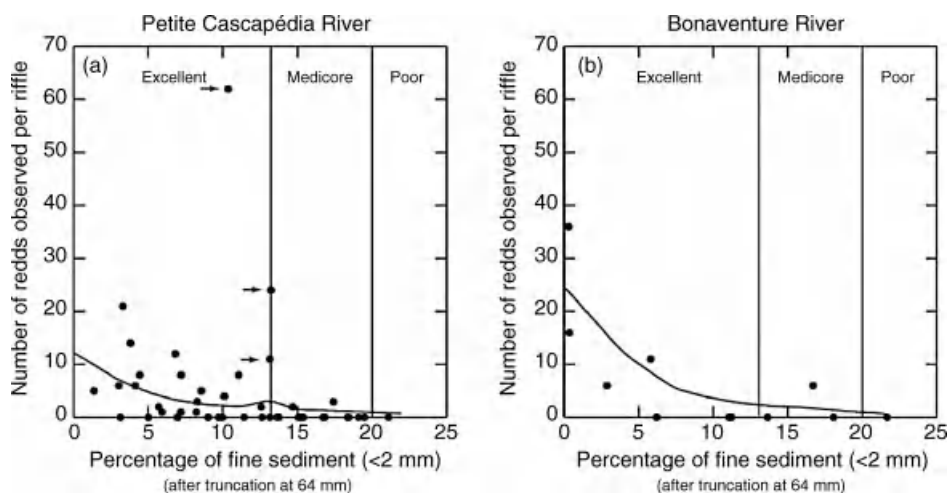 Petite Cascapédia River
Number of redds observed per riffle
70
60
50
40
30
20
10
0
(a)
Excellent
Medicore
Poor
0 5 10 15 20 25
Percentage of fine sediment (<2 mm)
(after truncation at 64 mm)
Bonaventure River
Number of redds observed per riffle
70
60
50
40
30
20
10
0
(b)
Excellent
Medicore
Poor
0 5 10 15 20 25
Percentage of fine sediment (<2 mm)
(after truncation at 64 mm)